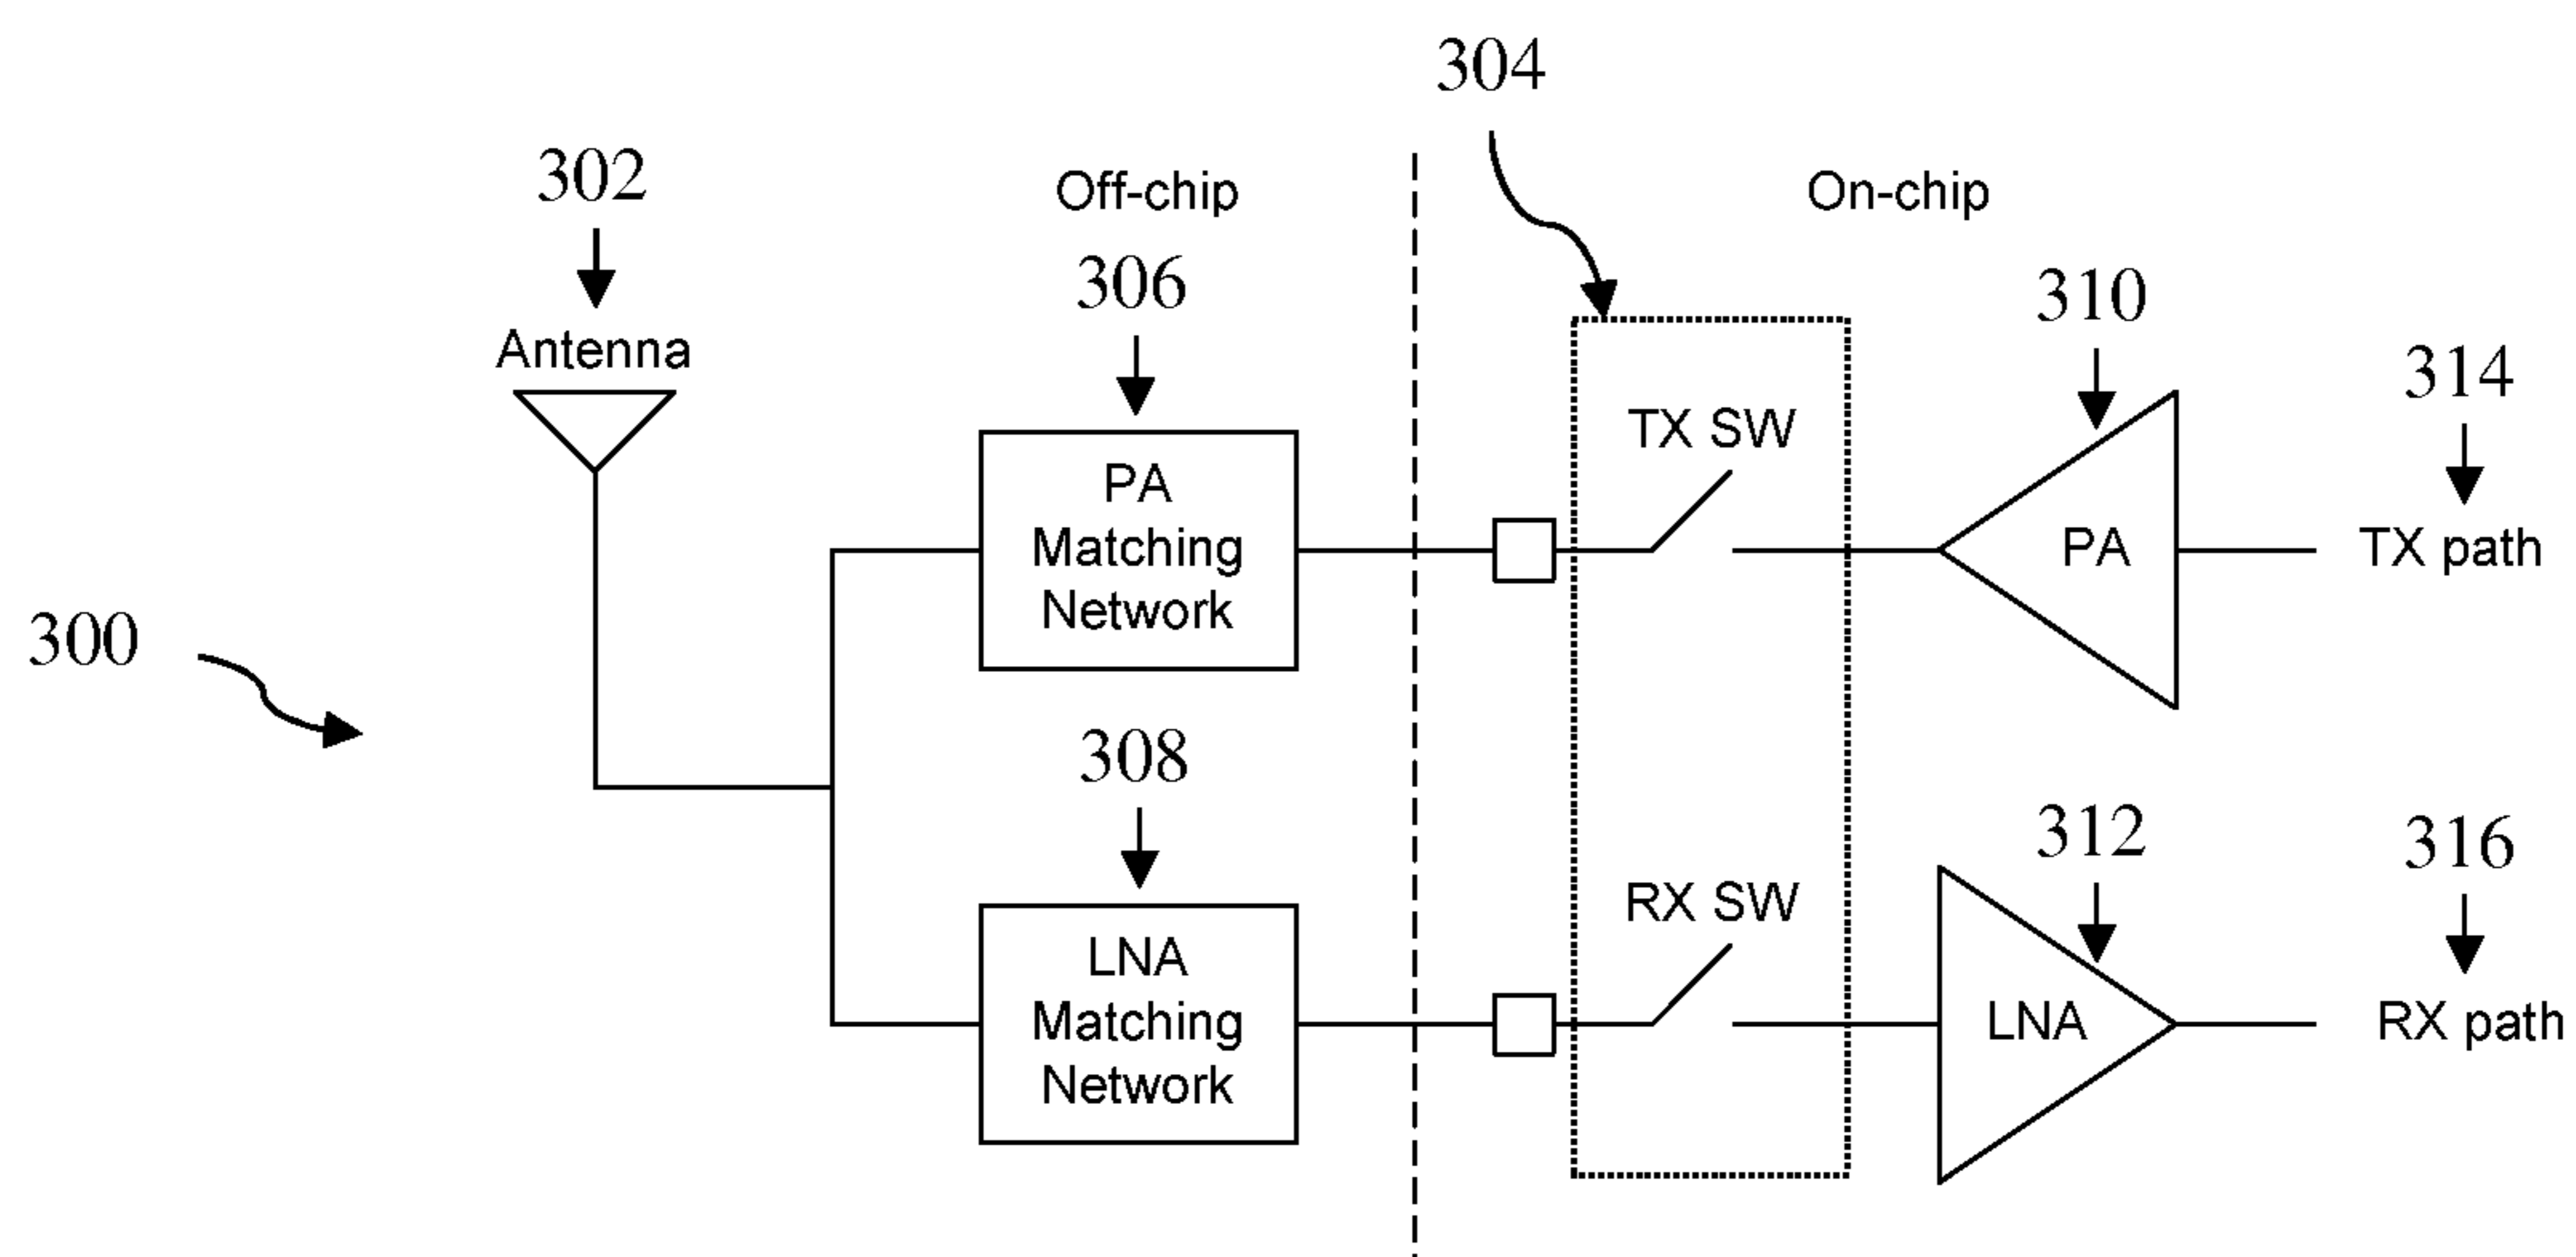 304
302
Off-chip
On-chip
306
310
314
Antenna
TX SW
PA
Matching
Network
PA
TX path
300
308
312
316
RX SW
LNA
Matching
Network
LNA
RX path